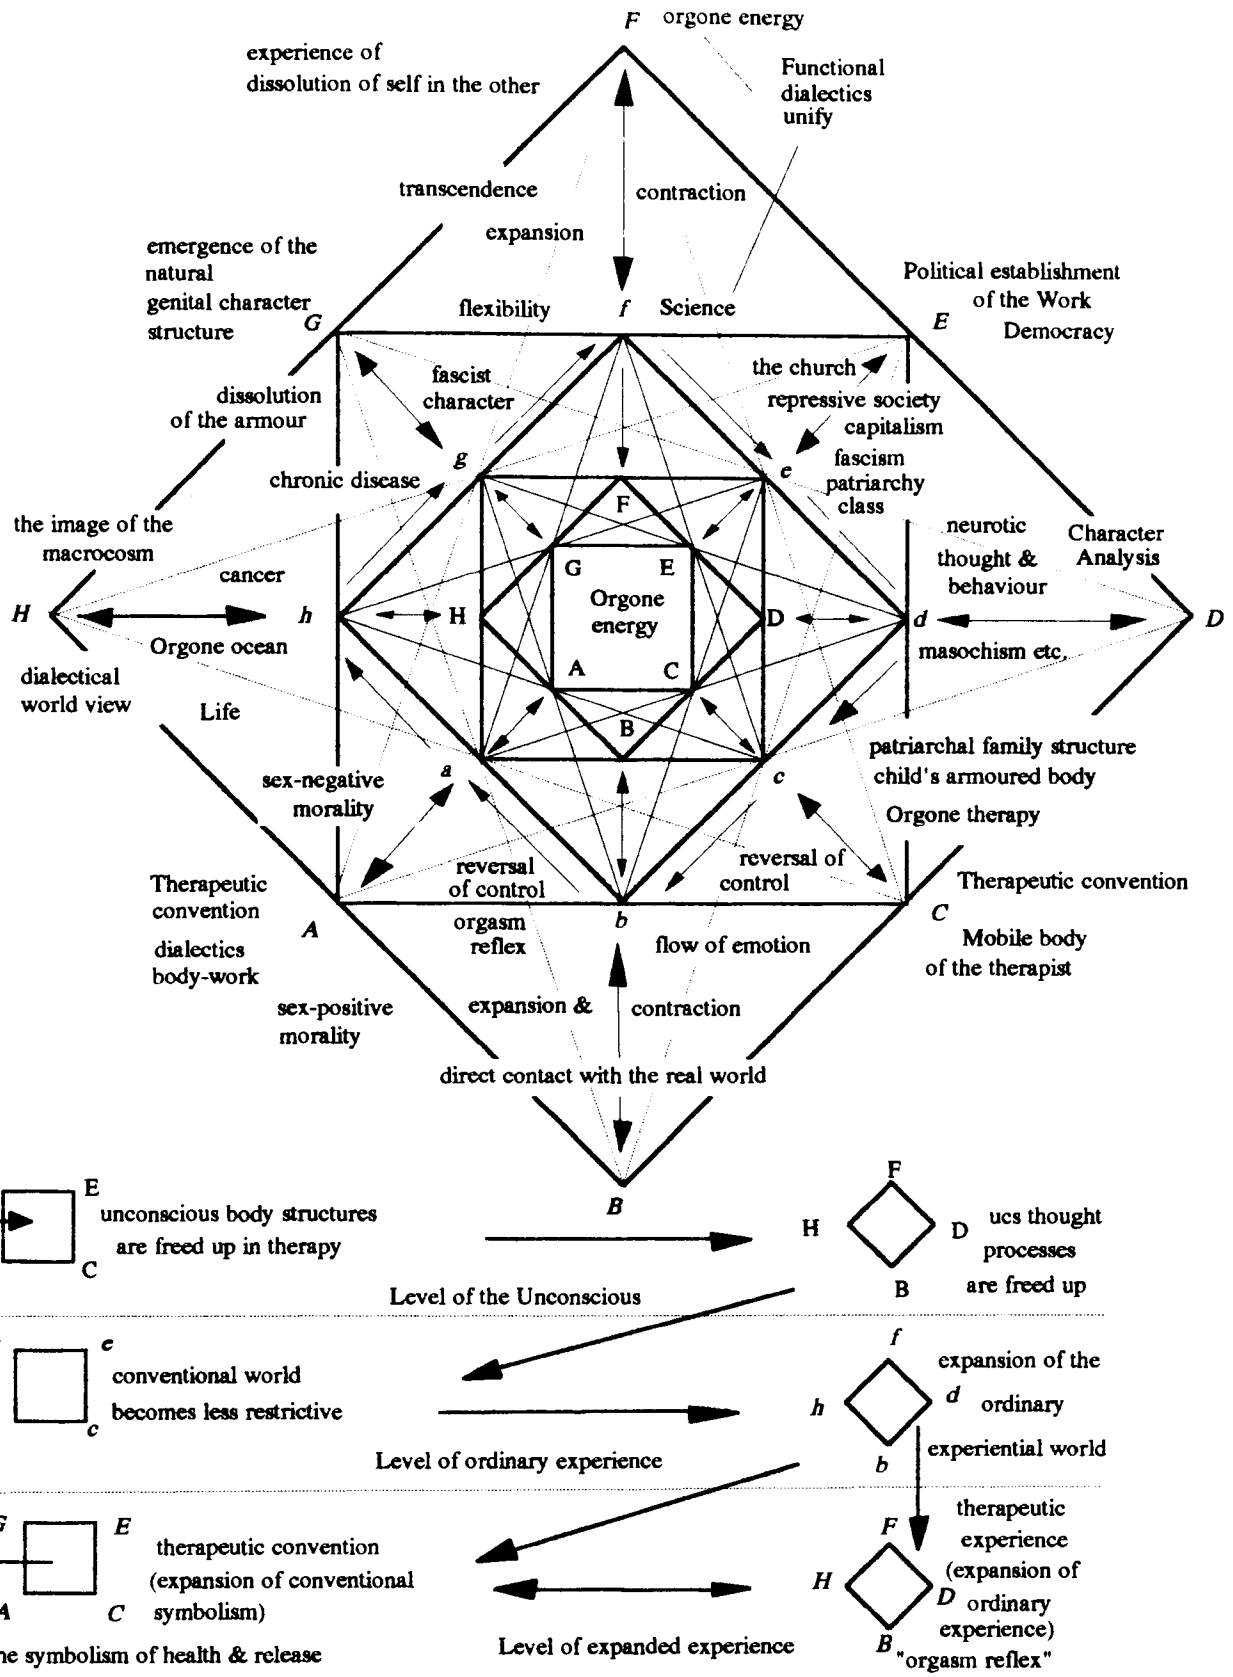 F orgone energy
experience of
dissolution of self in the other
Functional
dialectics
unify
transcendence
contraction
expansion
emergence of the
natural
genital character
structure
G
flexibility
f
Science
Political establishment
of the Work
Democracy
E
the church
fascist
character
dissolution
of the armour
repressive society
capitalism
g
e
fascism
patriarchy
class
chronic disease
F
the image of the
macrocosm
neurotic
thought &
behaviour
Character
Analysis
G E
cancer
Orgone
energy
H
h
H
D
d
D
Orgone ocean
masochism etc,
A C
dialectical
world view
Life
B
patriarchal family structure
child's armoured body
a
c
sex-negative
morality
Orgone therapy
reversal
of control
reversal of
control
Therapeutic
convention
Therapeutic convention
A
orgasm
reflex
b
C
flow of emotion
Mobile body
of the therapist
dialectics
body-work
sex-positive
morality
expansion &
contraction
direct contact with the real world
B
E
unconscious body structures
are freed up in therapy
C
F
H
D
B
ucs thought
processes
are freed up
Level of the Unconscious
e
conventional world
becomes less restrictive
c
f
h
d
b
expansion of the
ordinary
experiential world
Level of ordinary experience
G
E
therapeutic convention
(expansion of conventional
symbolism)
A
C
F
H
D
B
therapeutic
experience
(expansion of
ordinary
experience)
"orgasm reflex"
Level of expanded experience
he symbolism of health & release